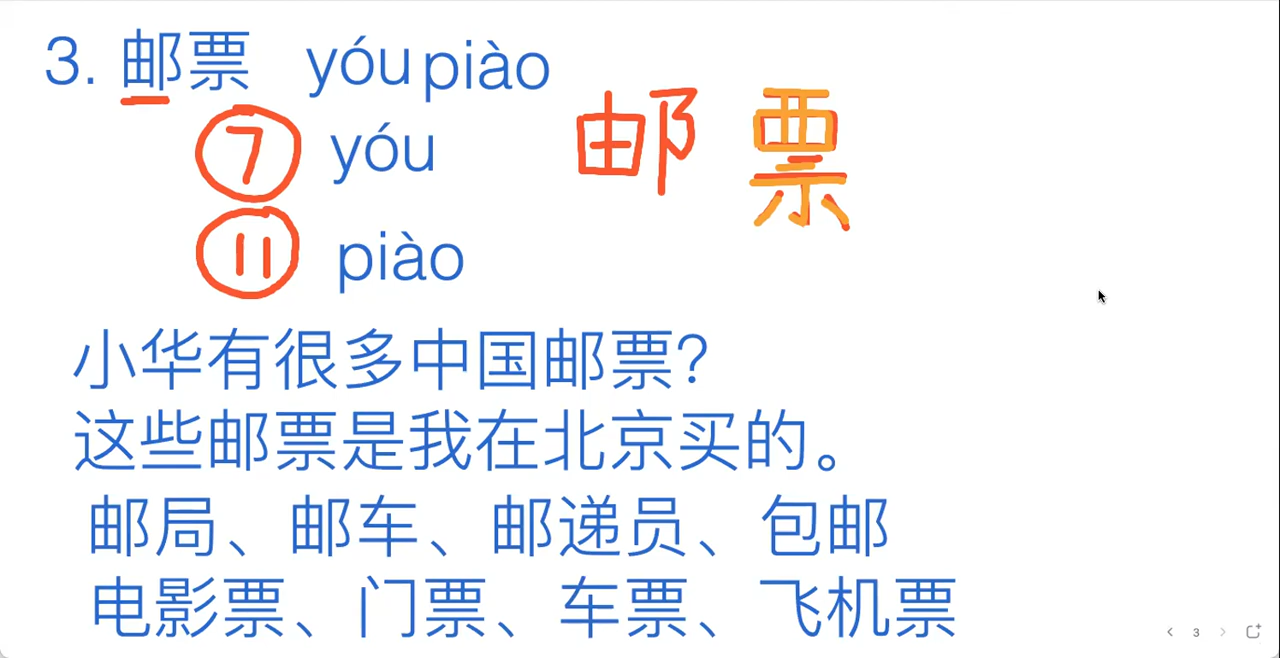 3. 邮票 yóupiào
7 yóu 邮 票
11 piào
小华有很多中国邮票?
这些邮票是我在北京买的。
邮局、邮车、邮递员、包邮
电影票、门票、车票、飞机票
3